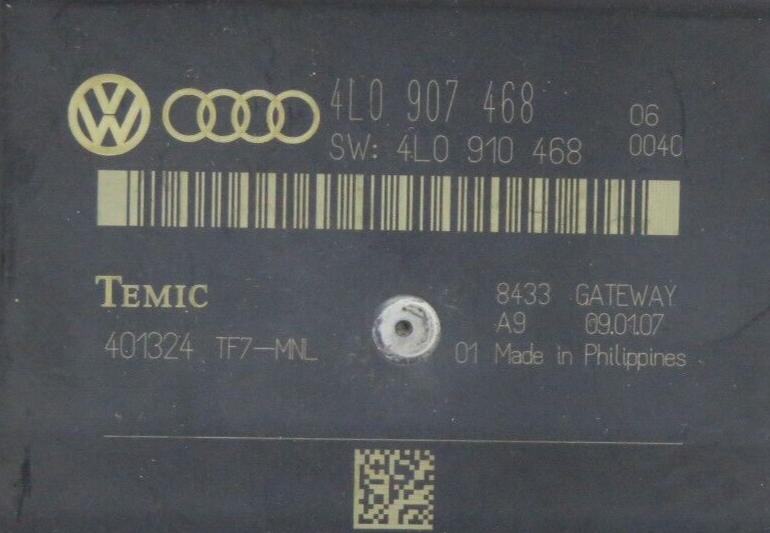 4L0 907 468 06
SW: 4L0 910 468 0040
TEMIC 8433 GATEWAY
A9 09.01.07
401324 TF7-MNL 01 Made in Philippines